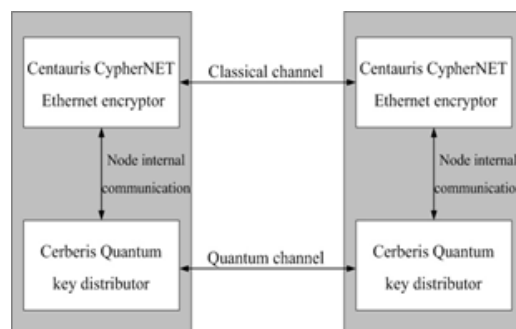 Centauris CypherNET
Ethernet encryptor
Classical channel
Centauris CypherNET
Ethernet encryptor
Node internal
communication
Node internal
communication
Cerberis Quantum
key distributor
Quantum channel
Cerberis Quantum
key distributor